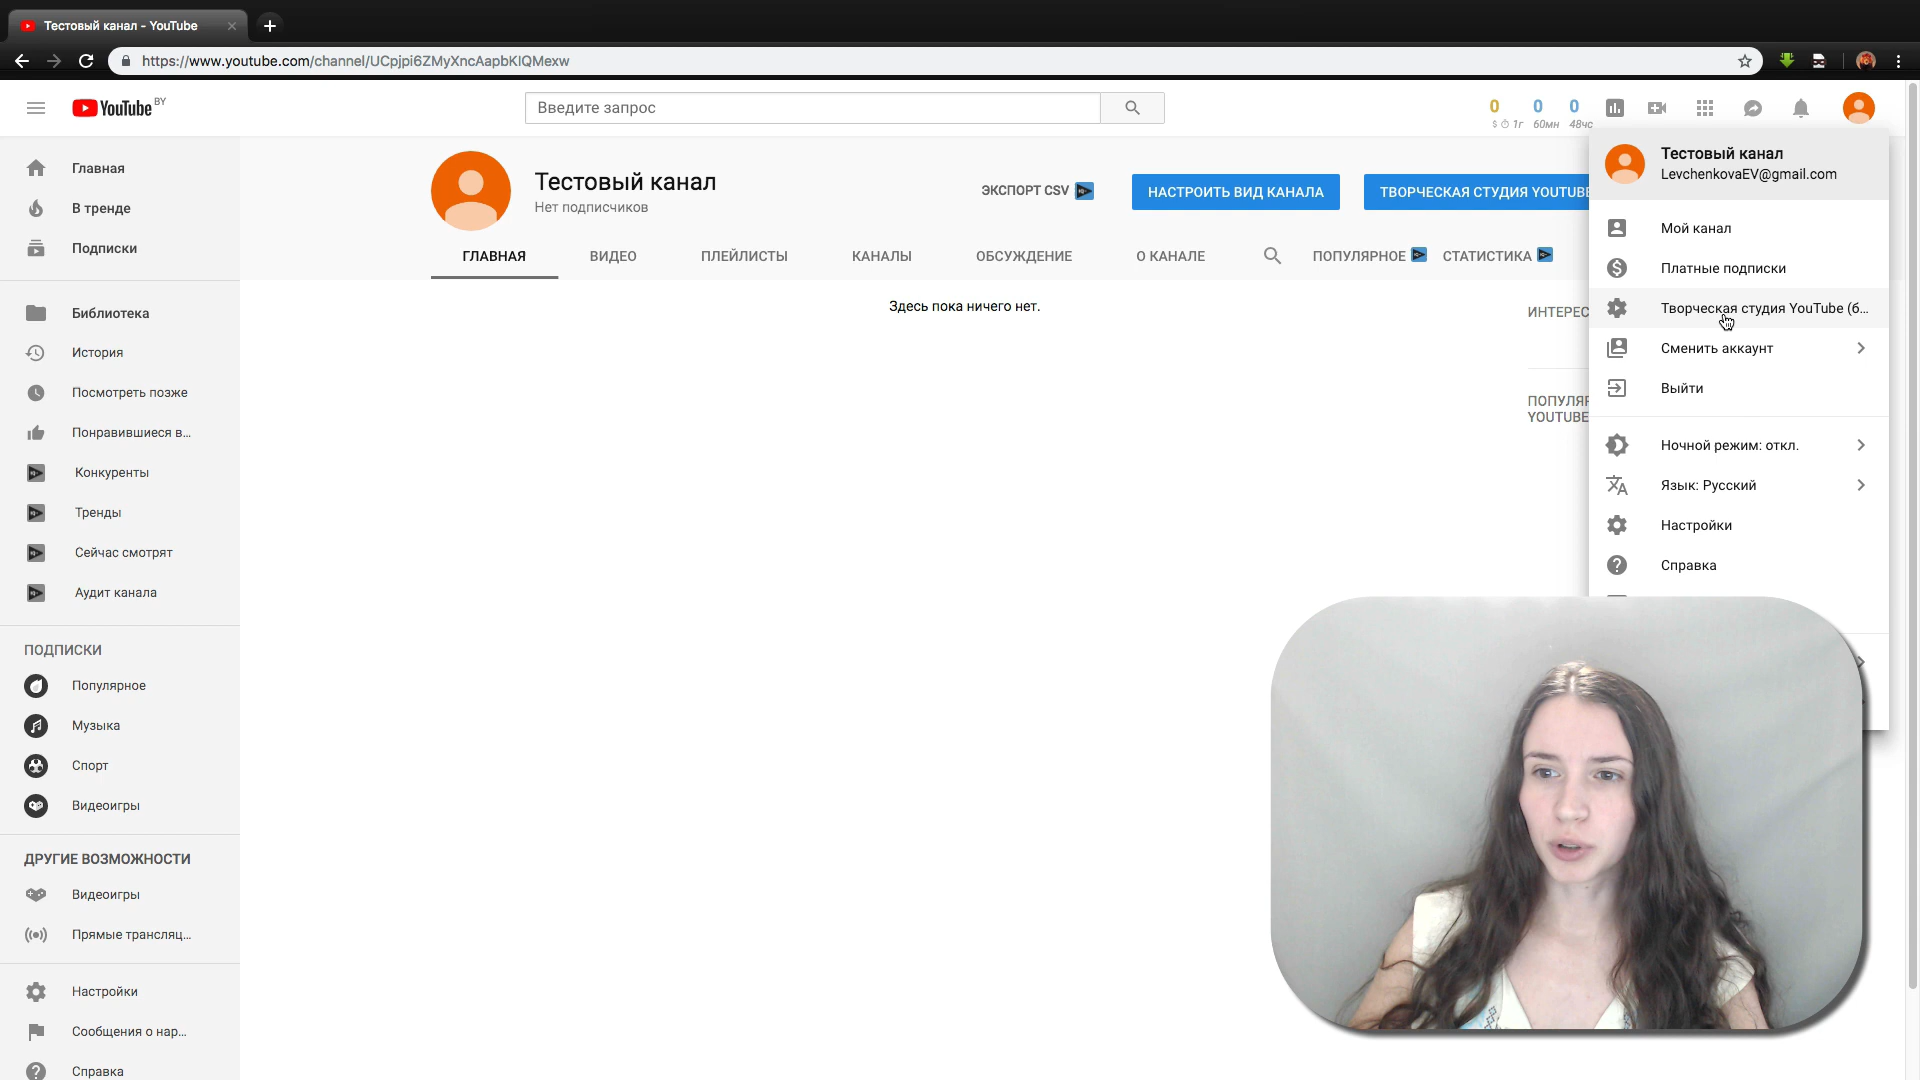 Тестовый канал - YouTube
https://www.youtube.com/channel/UCpjpi6ZMyXncAapbKlQMexw
YouTube BY
Введите запрос
0 0 0
$ 1г 60мн 48чс
Главная
В тренде
Подписки
Библиотека
История
Посмотреть позже
Понравившиеся в...
Конкуренты
Тренды
Сейчас смотрят
Аудит канала
ПОДПИСКИ
Популярное
Музыка
Спорт
Видеоигры
ДРУГИЕ ВОЗМОЖНОСТИ
Видеоигры
Прямые трансляц...
Настройки
Сообщения о нар...
Справка
Тестовый канал
Нет подписчиков
ЭКСПОРТ CSV
НАСТРОИТЬ ВИД КАНАЛА
ТВОРЧЕСКАЯ СТУДИЯ YOUTUBE
ГЛАВНАЯ ВИДЕО ПЛЕЙЛИСТЫ КАНАЛЫ ОБСУЖДЕНИЕ О КАНАЛЕ ПОПУЛЯРНОЕ СТАТИСТИКА
Здесь пока ничего нет.
ИНТЕРЕС
ПОПУЛЯР
YOUTUBE
Тестовый канал
LevchenkovaEV@gmail.com
Мой канал
Платные подписки
Творческая студия YouTube (б...
Сменить аккаунт
Выйти
Ночной режим: откл.
Язык: Русский
Настройки
Справка